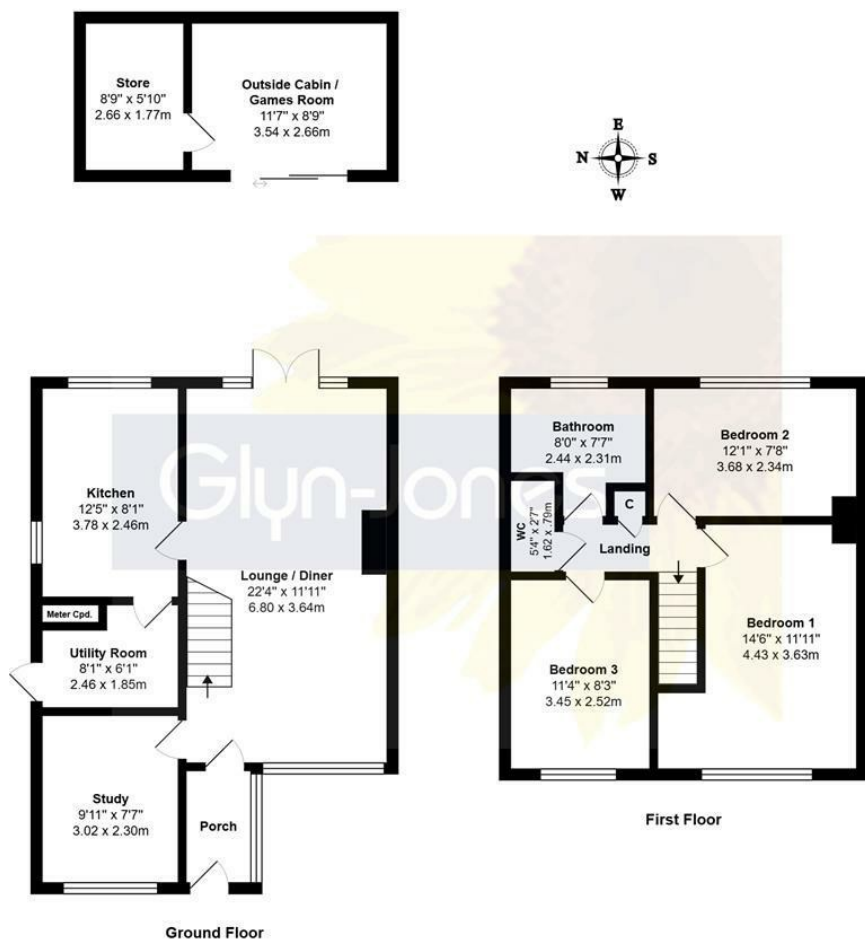 Store
8'9" x 5'10"
2.66 x 1.77m
Outside Cabin /
Games Room
11'7" x 8'9"
3.54 x 2.66m
E
N
S
W
Glyn-Jones
Kitchen
12'5" x 8'1"
3.78 x 2.46m
Lounge / Diner
22'4" x 11'11"
6.80 x 3.64m
Meter Cpd.
Utility Room
8'1" x 6'1"
2.46 x 1.85m
Study
9'11" x 7'7"
3.02 x 2.30m
Porch
Ground Floor
Bathroom
8'0" x 7'7"
2.44 x 2.31m
Bedroom 2
12'1" x 7'8"
3.68 x 2.34m
WC
5'4" x 2'7"
1.62 x .79m
C
Landing
Bedroom 1
14'6" x 11'11"
4.43 x 3.63m
Bedroom 3
11'4" x 8'3"
3.45 x 2.52m
First Floor